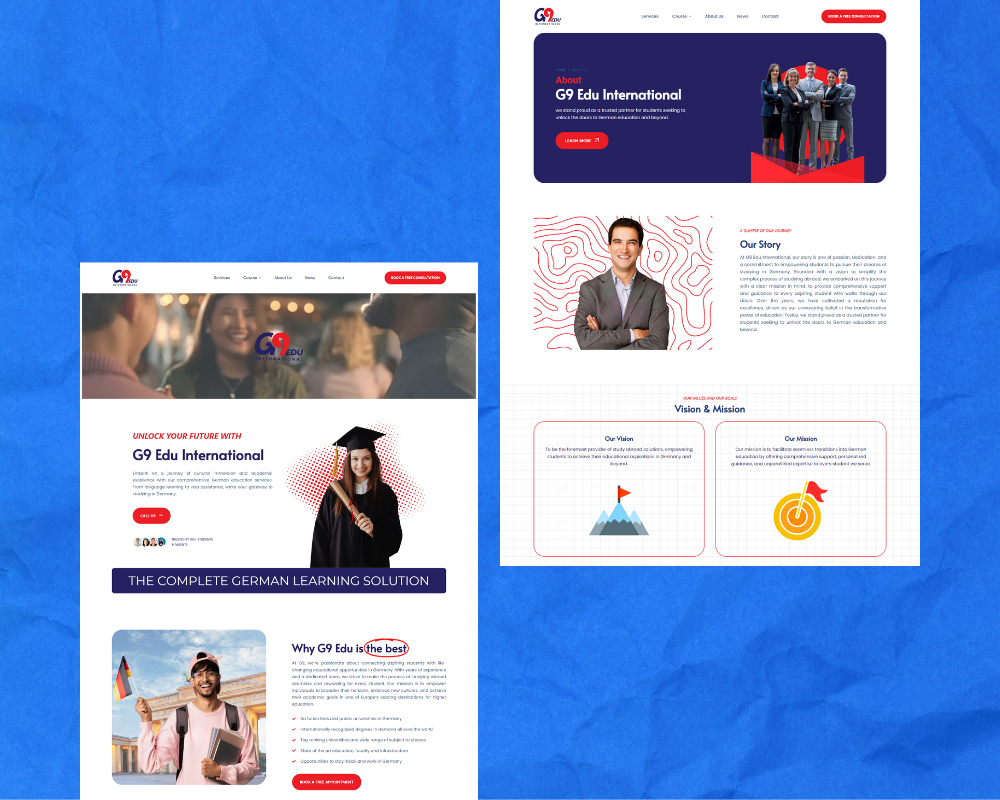 G9 EDU
INTERNATIONAL
Services
Course
About Us
News
Contact
BOOK A FREE CONSULTATION
G9 EDU
INTERNATIONAL
UNLOCK YOUR FUTURE WITH
G9 Edu International
Embark on a journey of cultural immersion and academic
excellence with our comprehensive German education services.
From language learning to visa assistance, we're your gateway to
studying in Germany.
CALL US
TRUSTED BY 100+ STUDENTS
& PARENTS
THE COMPLETE GERMAN LEARNING SOLUTION
Why G9 Edu is the best
At G9, we're passionate about connecting aspiring students with life-
changing educational opportunities in Germany. With years of experience
and a dedicated team, we strive to make the process of studying abroad
seamless and rewarding for every student. Our mission is to empower
individuals to broaden their horizons, embrace new cultures, and achieve
their academic goals in one of Europe's leading destinations for higher
education.
No tuition fees and public universities in Germany
Internationally recognized degrees in demand all over the world
Top ranking universities and wide range of subject to choose
State of the art education, faculty and infrastructure
Opportunities to stay-back and work in Germany
BOOK A FREE APPOINTMENT
G9 EDU
INTERNATIONAL
Services
Course
About Us
News
Contact
BOOK A FREE CONSULTATION
About
G9 Edu International
we stand proud as a trusted partner for students seeking to
unlock the doors to German education and beyond.
LEARN MORE
A GLIMPSE OF OUR JOURNEY
Our Story
At G9 Edu International, our story is one of passion, dedication, and
a commitment to empowering students to pursue their dreams of
studying in Germany. Founded with a vision to simplify the
complex process of studying abroad, we embarked on this journey
with a clear mission in mind: to provide comprehensive support
and guidance to every aspiring student who walks through our
doors. Over the years, we have cultivated a reputation for
excellence, driven by our unwavering belief in the transformative
power of education. Today, we stand proud as a trusted partner for
students seeking to unlock the doors to German education and
beyond.
OUR VALUES AND OUR GOALS
Vision & Mission
Our Vision
To be the foremost provider of study abroad solutions, empowering
students to achieve their educational aspirations in Germany and
beyond.
Our Mission
Our mission is to facilitate seamless transitions into German
education by offering comprehensive support, personalized
guidance, and unparalleled expertise to every student we serve.